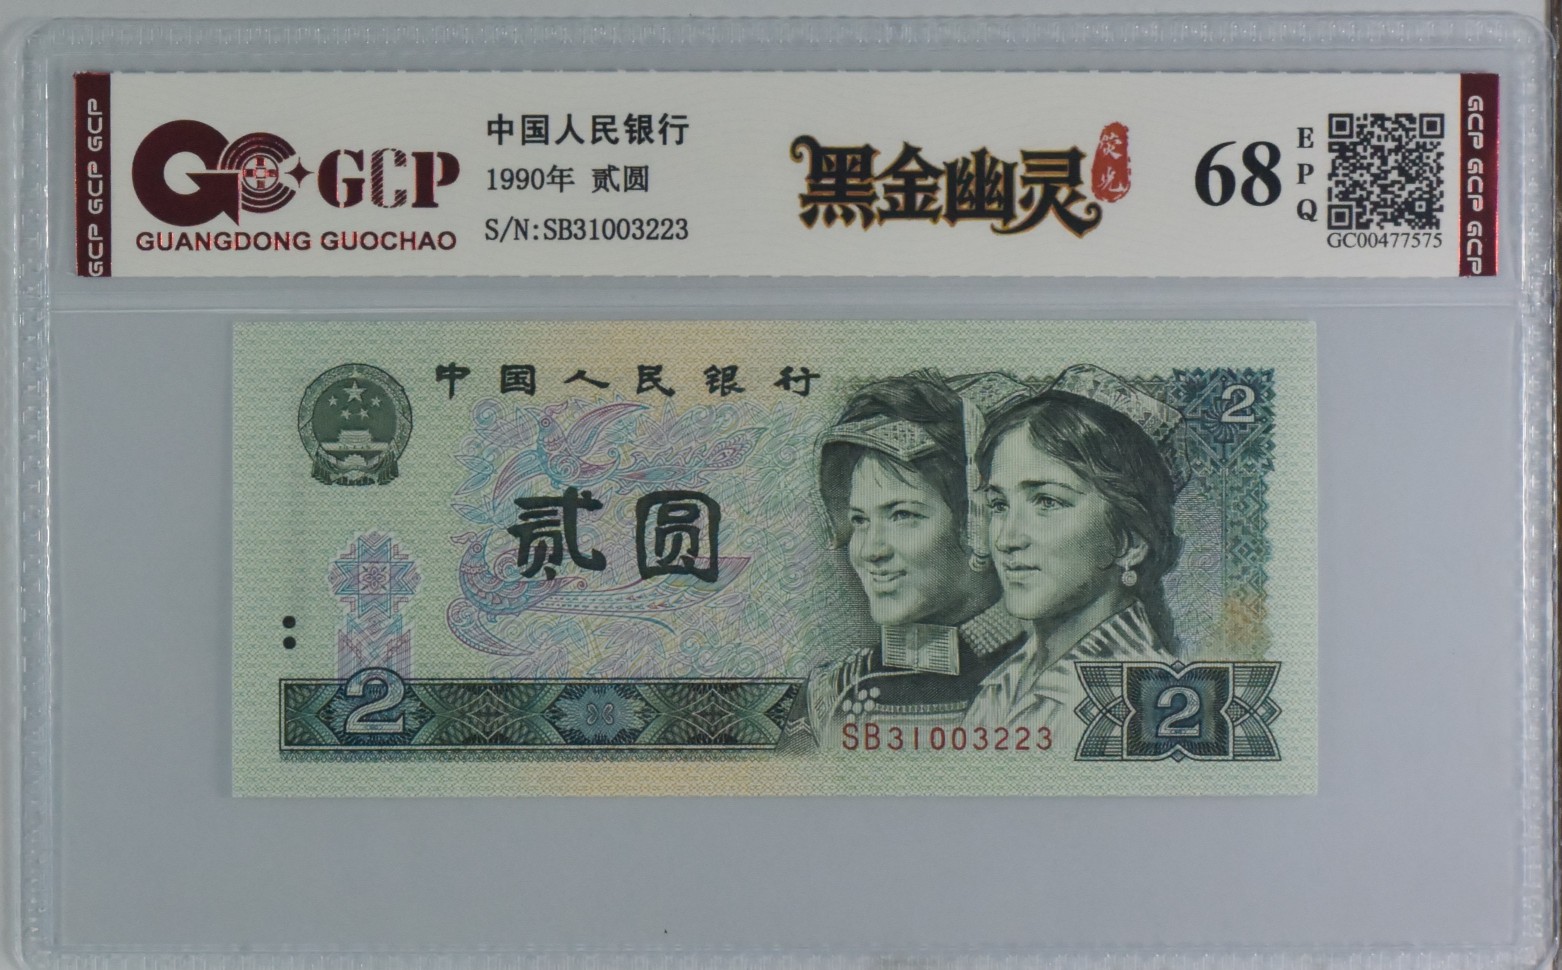 GCP GCP GCP
GCP
GUANGDONG GUOCHAO
中国人民银行
1990年 贰圆
S/N:SB31003223
黑金幽灵
荧光
68
EPQ
GC00477575
GCP GCP GCP
中国人民银行
2
贰圆
2
2
SB31003223